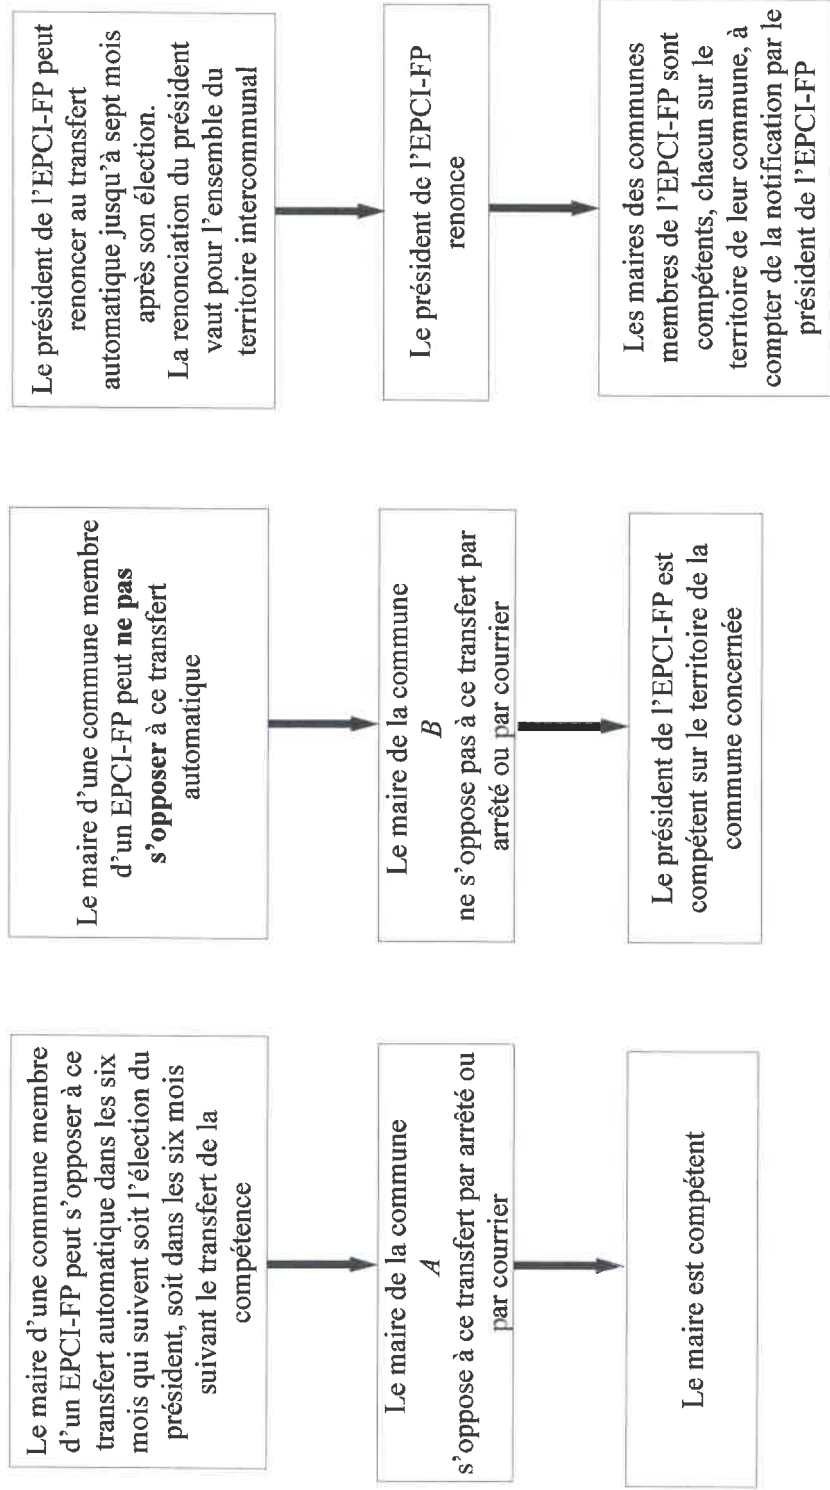 Le maire d'une commune membre
d'un EPCI-FP peut s'opposer à ce
transfert automatique dans les six
mois qui suivent soit l'élection du
président, soit dans les six mois
suivant le transfert de la
compétence
Le maire de la commune
A
s'oppose à ce transfert par arrêté ou
par courrier
Le maire est compétent
Le maire d'une commune membre
d'un EPCI-FP peut ne pas
s'opposer à ce transfert
automatique
Le maire de la commune
B
ne s'oppose pas à ce transfert par
arrêté ou par courrier
Le président de l'EPCI-FP est
compétent sur le territoire de la
commune concernée
Le président de l'EPCI-FP peut
renoncer au transfert
automatique jusqu'à sept mois
après son élection.
La renonciation du président
vaut pour l'ensemble du
territoire intercommunal
Le président de l'EPCI-FP
renonce
Les maires des communes
membres de l'EPCI-FP sont
compétents, chacun sur le
territoire de leur commune, à
compter de la notification par le
président de l'EPCI-FP